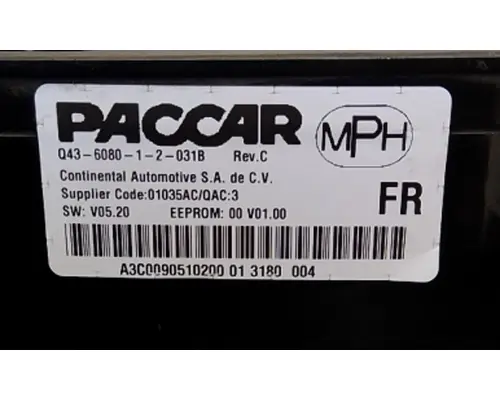 PACCAR MPH
Q43-6080-1-2-031B Rev.C
Continental Automotive S.A. de C.V.
Supplier Code:01035AC/QAC:3 FR
SW: V05.20 EEPROM: 00 V01.00
A3C0090510200 01 3180 004